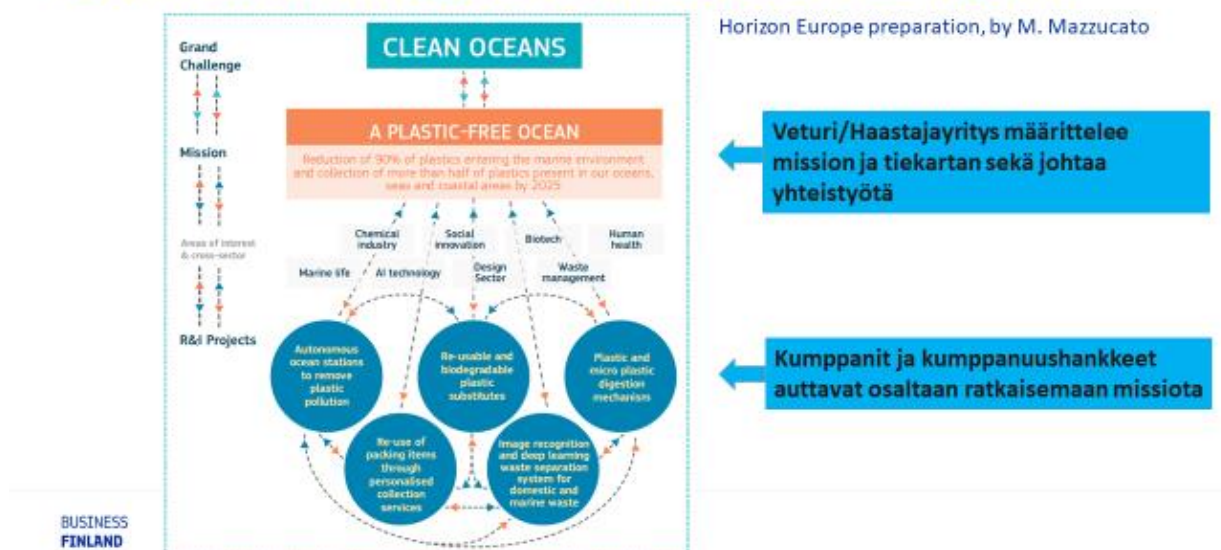 Horizon Europe preparation, by M. Mazzucato
Grand
Challenge
CLEAN OCEANS
A PLASTIC-FREE OCEAN
Mission
Reduction of 90% of plastics entering the marine environment
and collection of more than half of plastics present in our oceans,
seas and coastal areas by 2025
Veturi/Haastajayritys määrittelee
mission ja tiekartan sekä johtaa
yhteistyötä
Areas of interest
& cross-sector
Chemical
industry
Social
innovation
Biotech
Human
health
Marine life
AI technology
Design
Sector
Waste
management
R&I Projects
Autonomous
ocean stations
to remove
plastic
pollution
Re-usable and
biodegradable
plastic
substitutes
Plastic and
micro plastic
digestion
mechanism
Kumppanit ja kumppanuushankkeet
auttavat osaltaan ratkaisemaan missiota
Re-use of
packing items
through
personalised
collection
services
Image recognition
and deep learning
waste separation
system for
domestic and
marine waste
BUSINESS
FINLAND